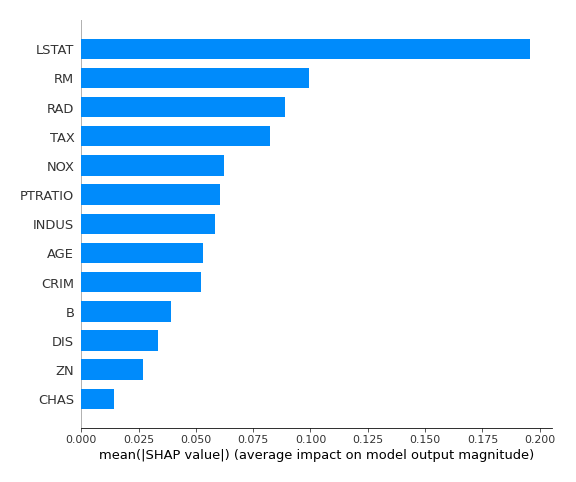 LSTAT
RM
RAD
TAX
NOX
PTRATIO
INDUS
AGE
CRIM
B
DIS
ZN
CHAS
0.000 0.025 0.050 0.075 0.100 0.125 0.150 0.175 0.200
mean(|SHAP value|) (average impact on model output magnitude)